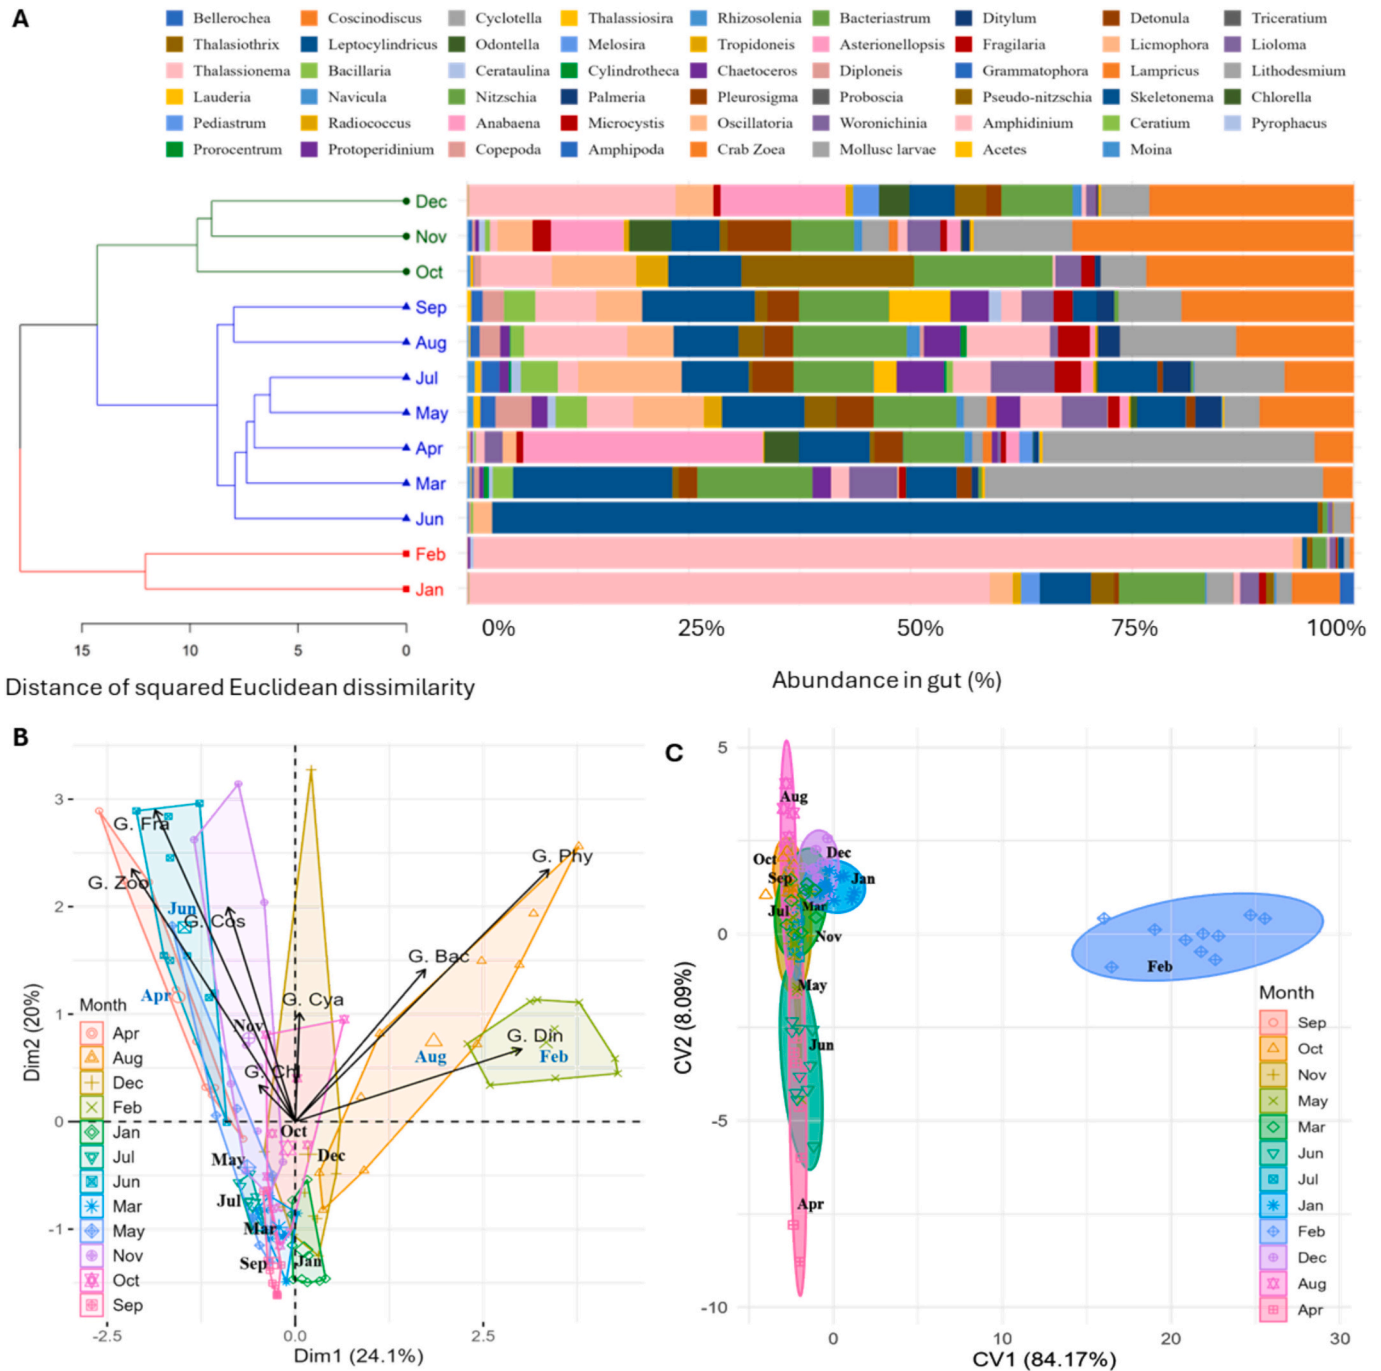 A
Bellerochea Coscinodiscus Cyclotella Thalassiosira Rhizosolenia Bacteriastrum Ditylum Detonula Triceratium
Thalasiothrix Leptocylindricus Odontella Melosira Tropidoneis Asterionellopsis Fragilaria Licmophora Lioloma
Thalassionema Bacillaria Cerataulina Cylindrotheca Chaetoceros Diploneis Grammatophora Lampricus Lithodesmium
Lauderia Navicula Nitzschia Palmeria Pleurosigma Proboscia Pseudo-nitzschia Skeletonema Chlorella
Pediastrum Radiococcus Anabaena Microcystis Oscillatoria Woronichinia Amphidinium Ceratium Pyrophacus
Prorocentrum Protoperidinium Copepoda Amphipoda Crab Zoea Mollusc larvae Acetes Moina
Dec
Nov
Oct
Sep
Aug
Jul
May
Apr
Mar
Jun
Feb
Jan
15 10 5 0
0% 25% 50% 75% 100%
Distance of squared Euclidean dissimilarity
Abundance in gut (%)
B
Dim2 (20%)
3
2
1
0
-1
G. Fra
G. Zoo
Jun
G. Cos
Apr
Nov
G. Chl
G. Cya
G. Bac
G. Phy
G. Din
Aug
Feb
Oct
Dec
May
Jul
Mar
Sep
Jan
Month
Apr
Aug
Dec
Feb
Jan
Jul
Jun
Mar
May
Nov
Oct
Sep
-2.5 0.0 2.5
Dim1 (24.1%)
C
CV2 (8.09%)
5
0
-5
-10
Aug
Oct
Dec
Sep
Jan
Jul
Mar
Nov
May
Jun
Apr
Feb
Month
Sep
Oct
Nov
May
Mar
Jun
Jul
Jan
Feb
Dec
Aug
Apr
0 10 20 30
CV1 (84.17%)